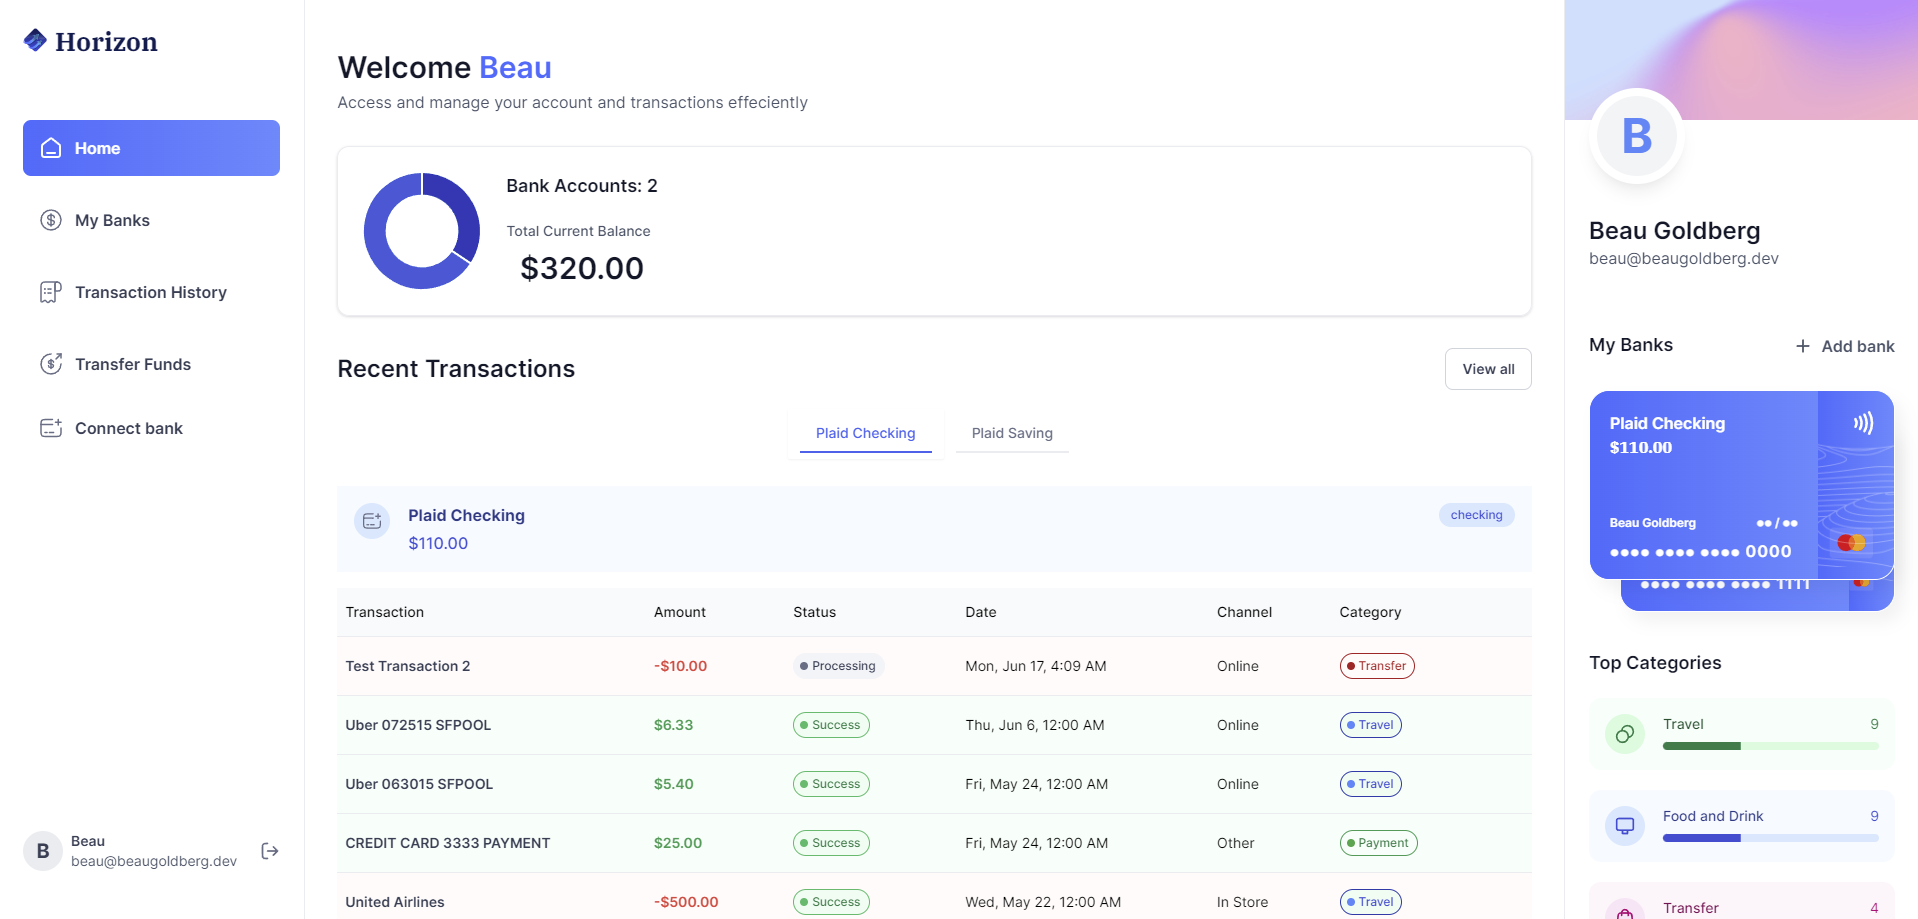 Horizon
Home
My Banks
Transaction History
Transfer Funds
Connect bank
B
Beau
beau@beaugoldberg.dev
Welcome Beau
Access and manage your account and transactions effeciently
Bank Accounts: 2
Total Current Balance
$320.00
Recent Transactions
View all
Plaid Checking Plaid Saving
Plaid Checking
$110.00
checking
Transaction Amount Status Date Channel Category
Test Transaction 2 -$10.00 Processing Mon, Jun 17, 4:09 AM Online Transfer
Uber 072515 SFPOOL $6.33 Success Thu, Jun 6, 12:00 AM Online Travel
Uber 063015 SFPOOL $5.40 Success Fri, May 24, 12:00 AM Online Travel
CREDIT CARD 3333 PAYMENT $25.00 Success Fri, May 24, 12:00 AM Other Payment
United Airlines -$500.00 Success Wed, May 22, 12:00 AM In Store Travel
B
Beau Goldberg
beau@beaugoldberg.dev
My Banks + Add bank
Plaid Checking
$110.00
Beau Goldberg ●● / ●●
●●●● ●●●● ●●●● 0000
●●●● ●●●● ●●●● 1111
Top Categories
Travel 9
Food and Drink 9
Transfer 4